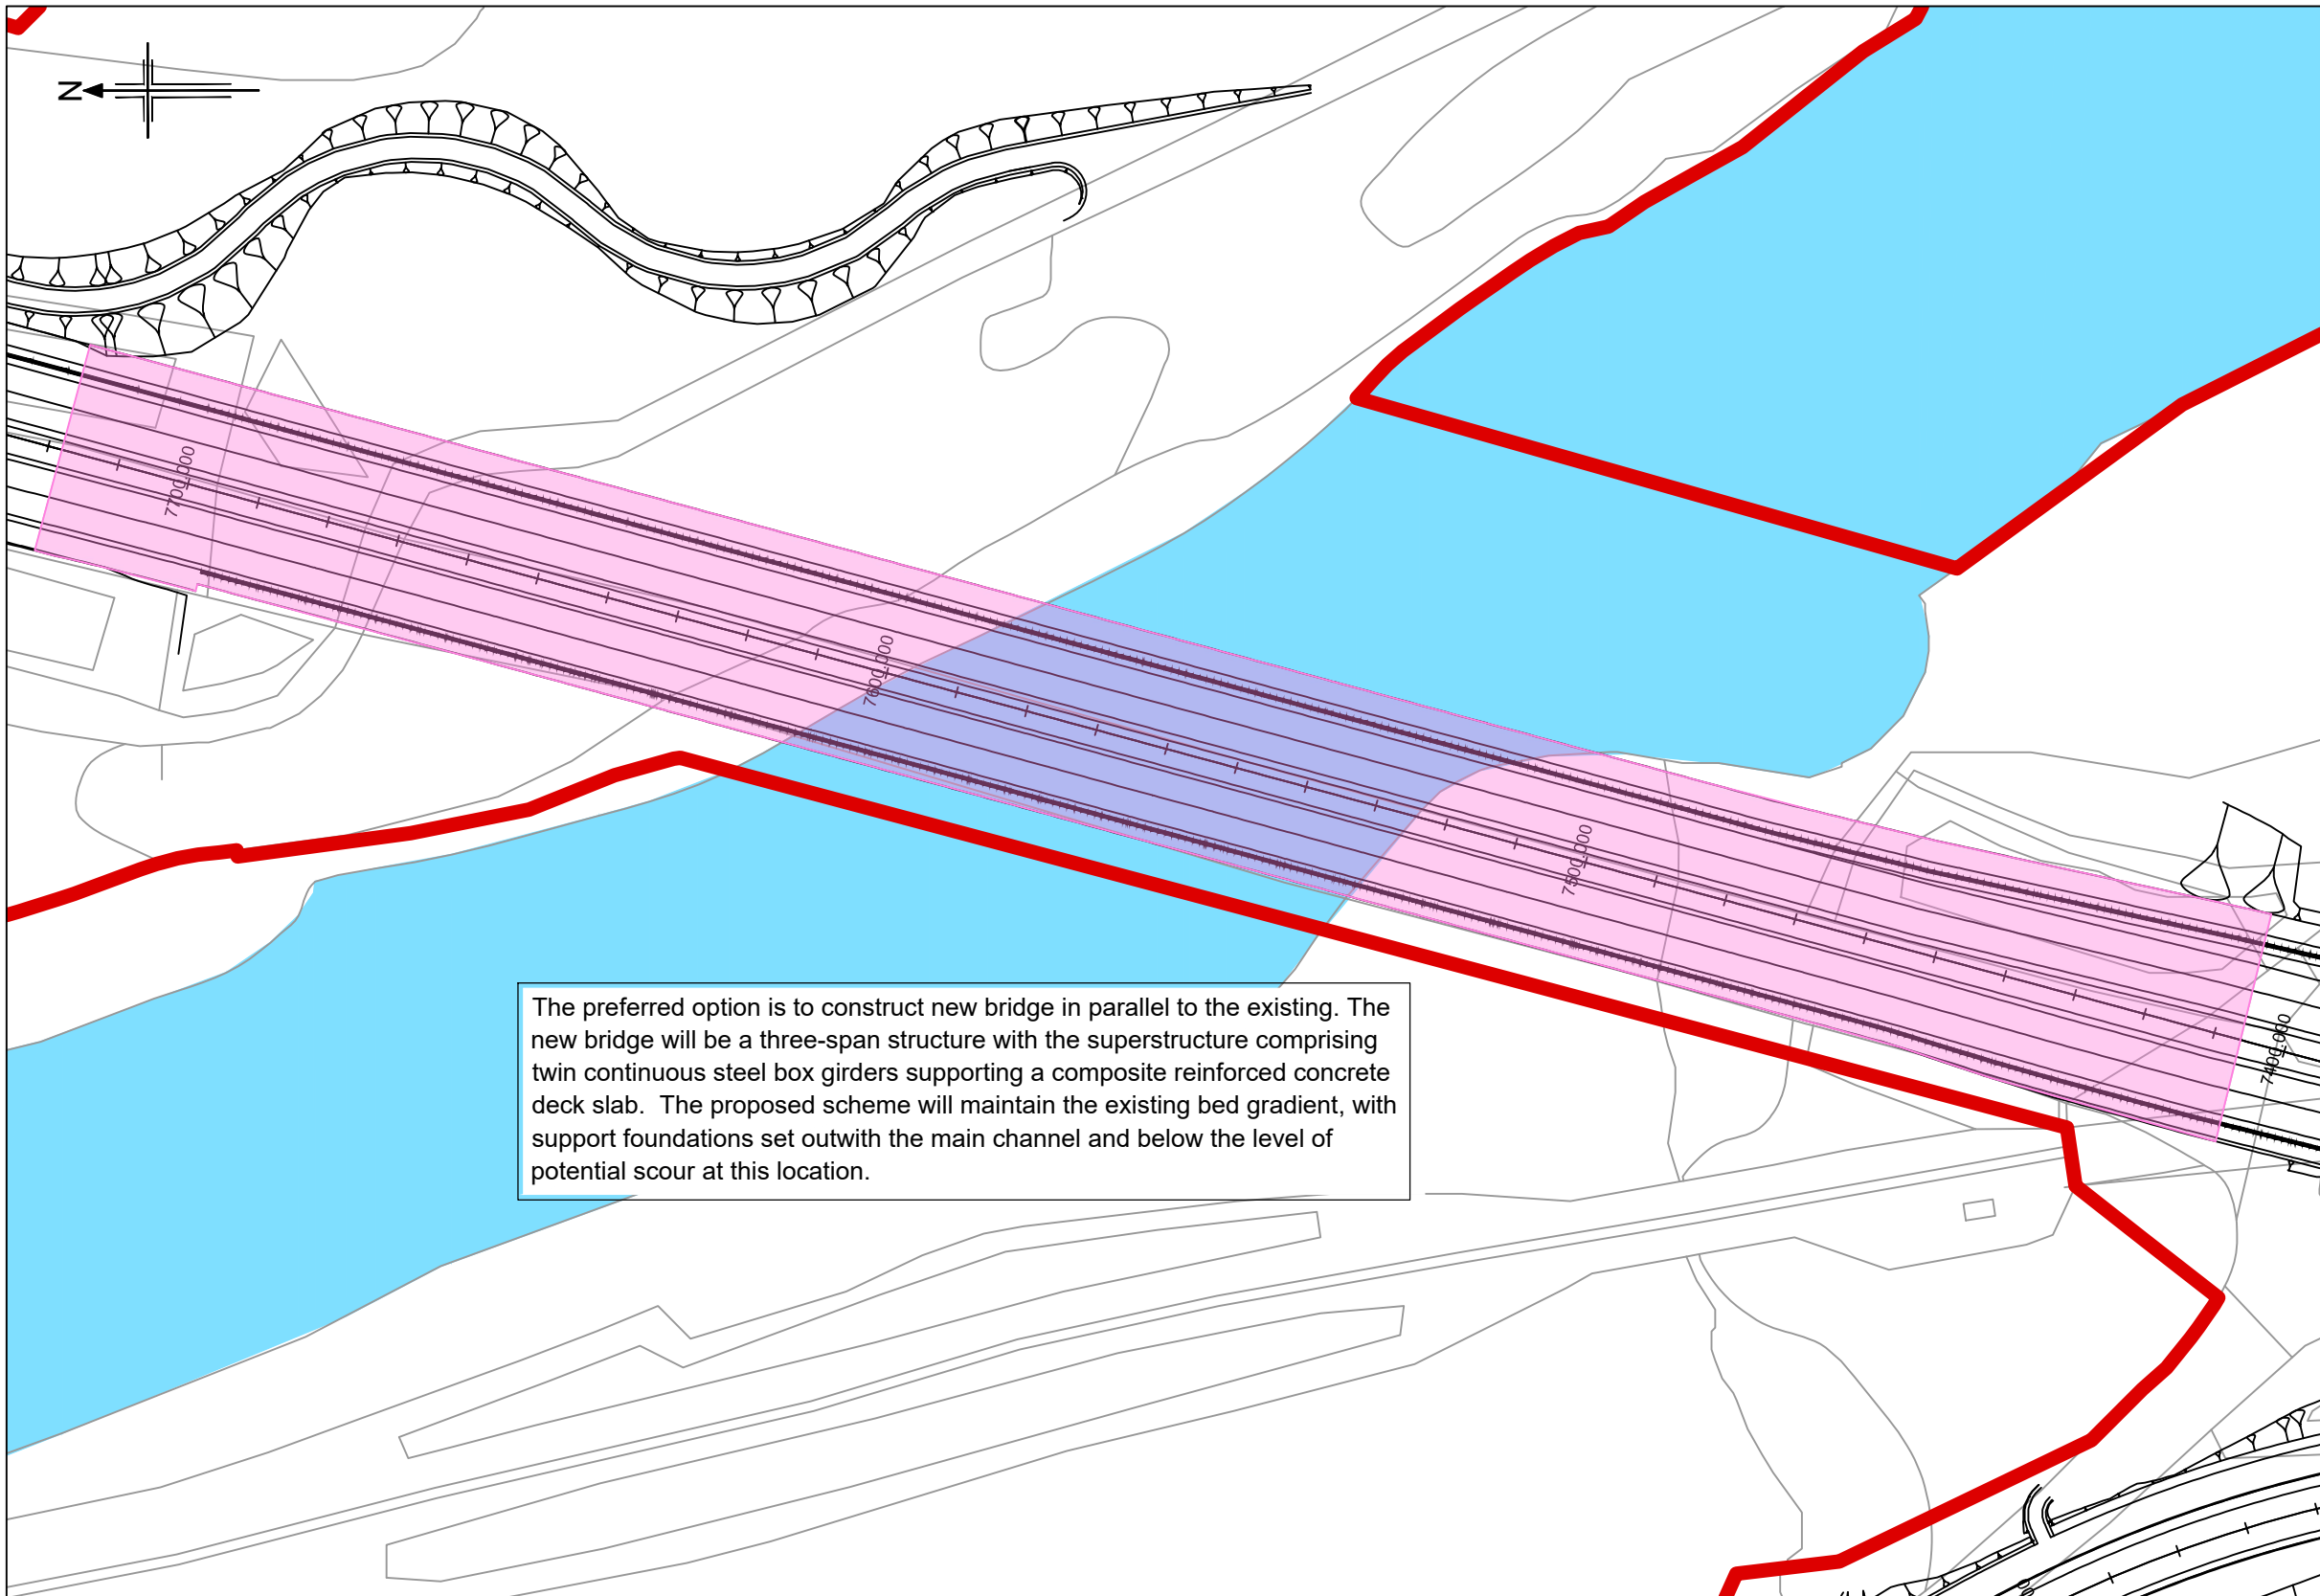 N
7700.000
7600.000
7500.000
7400.000
The preferred option is to construct new bridge in parallel to the existing. The
new bridge will be a three-span structure with the superstructure comprising
twin continuous steel box girders supporting a composite reinforced concrete
deck slab.  The proposed scheme will maintain the existing bed gradient, with
support foundations set outwith the main channel and below the level of
potential scour at this location.